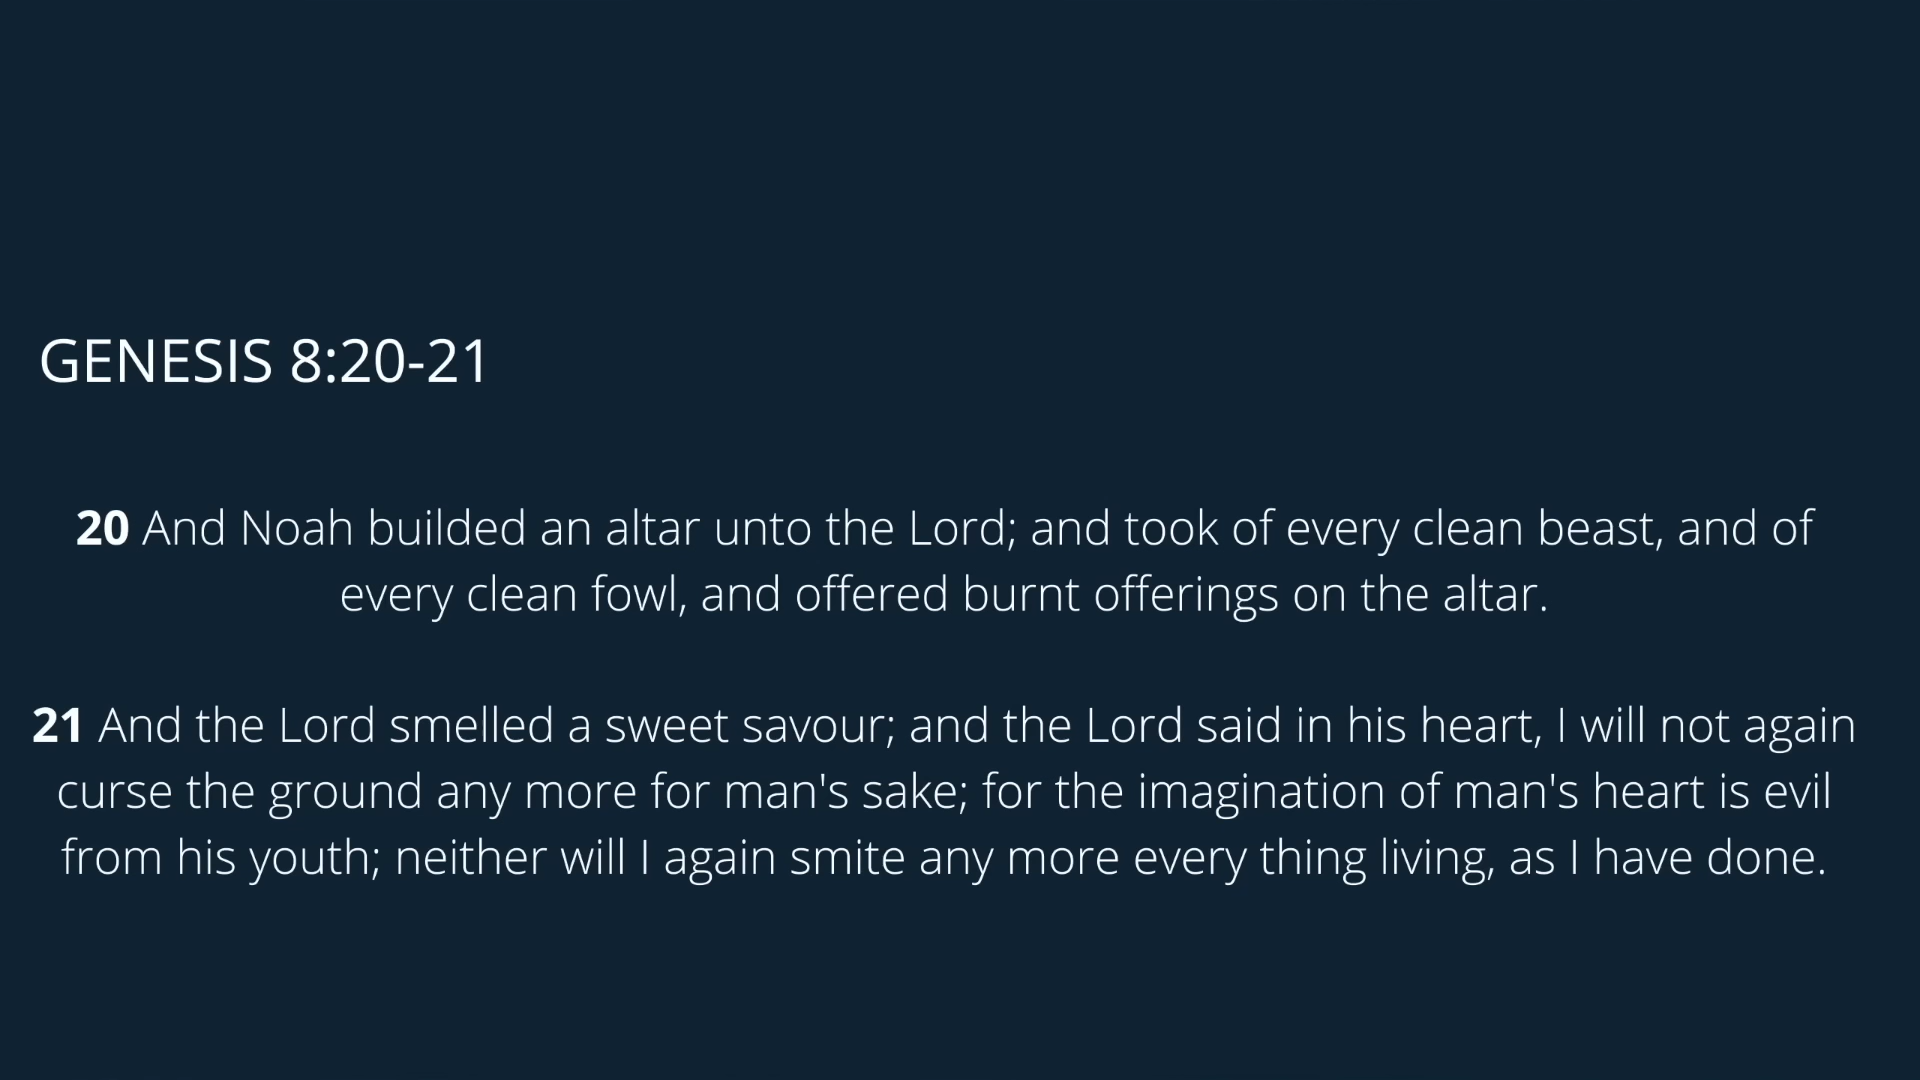 GENESIS 8:20-21
20 And Noah builded an altar unto the Lord; and took of every clean beast, and of
every clean fowl, and offered burnt offerings on the altar.
21 And the Lord smelled a sweet savour; and the Lord said in his heart, I will not again
curse the ground any more for man's sake; for the imagination of man's heart is evil
from his youth; neither will I again smite any more every thing living, as I have done.